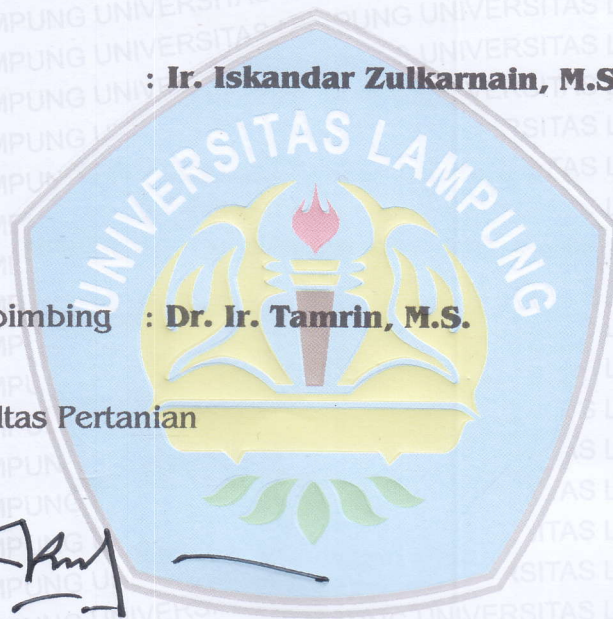 : Ir. Iskandar Zulkarnain, M.S
UNIVERSITAS LAMPUNG
bimbing : Dr. Ir. Tamrin, M.S.
ltas Pertanian